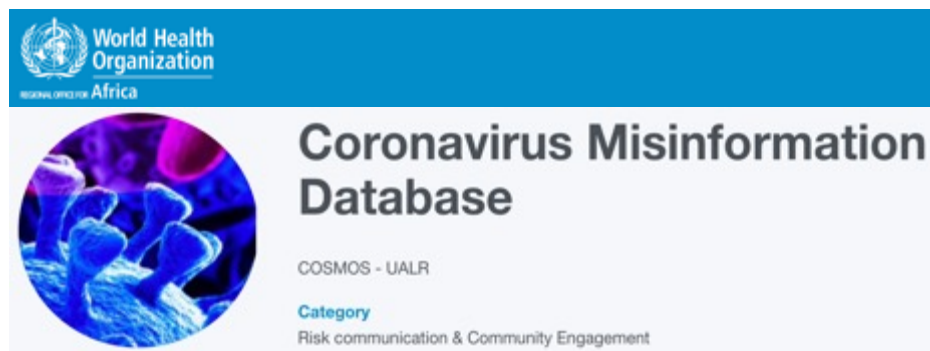 World Health
Organization
REGIONAL OFFICE FOR Africa
Coronavirus Misinformation
Database
COSMOS - UALR
Category
Risk communication & Community Engagement